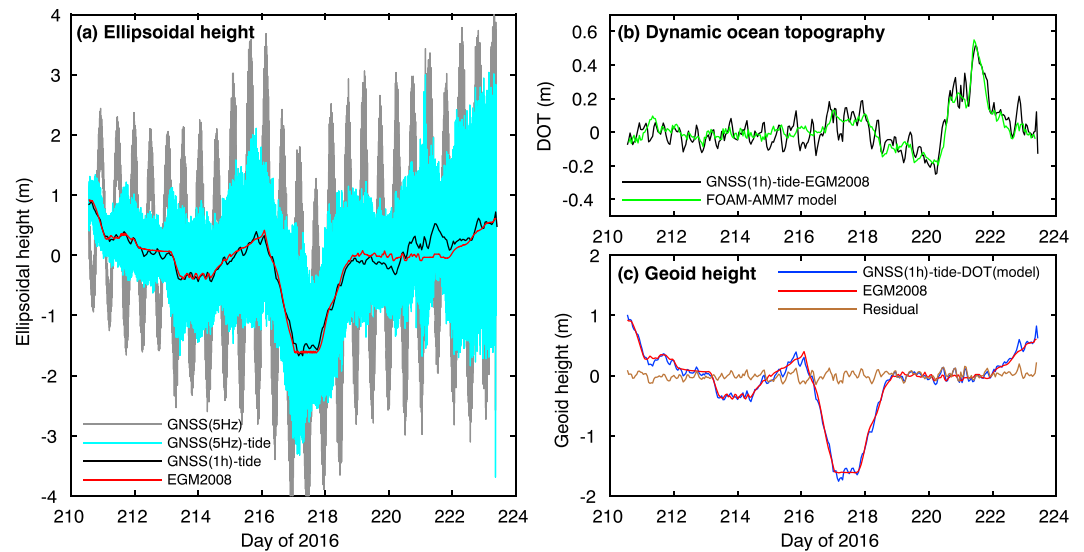 (a) Ellipsoidal height
Ellipsoidal height (m)
4
3
2
1
0
-1
-2
-3
-4
GNSS(5Hz)
GNSS(5Hz)-tide
GNSS(1h)-tide
EGM2008
210 212 214 216 218 220 222 224
Day of 2016
(b) Dynamic ocean topography
DOT (m)
0.6
0.4
0.2
0
-0.2
-0.4
GNSS(1h)-tide-EGM2008
FOAM-AMM7 model
210 212 214 216 218 220 222 224
(c) Geoid height
Geoid height (m)
2
1
0
-1
-2
GNSS(1h)-tide-DOT(model)
EGM2008
Residual
210 212 214 216 218 220 222 224
Day of 2016